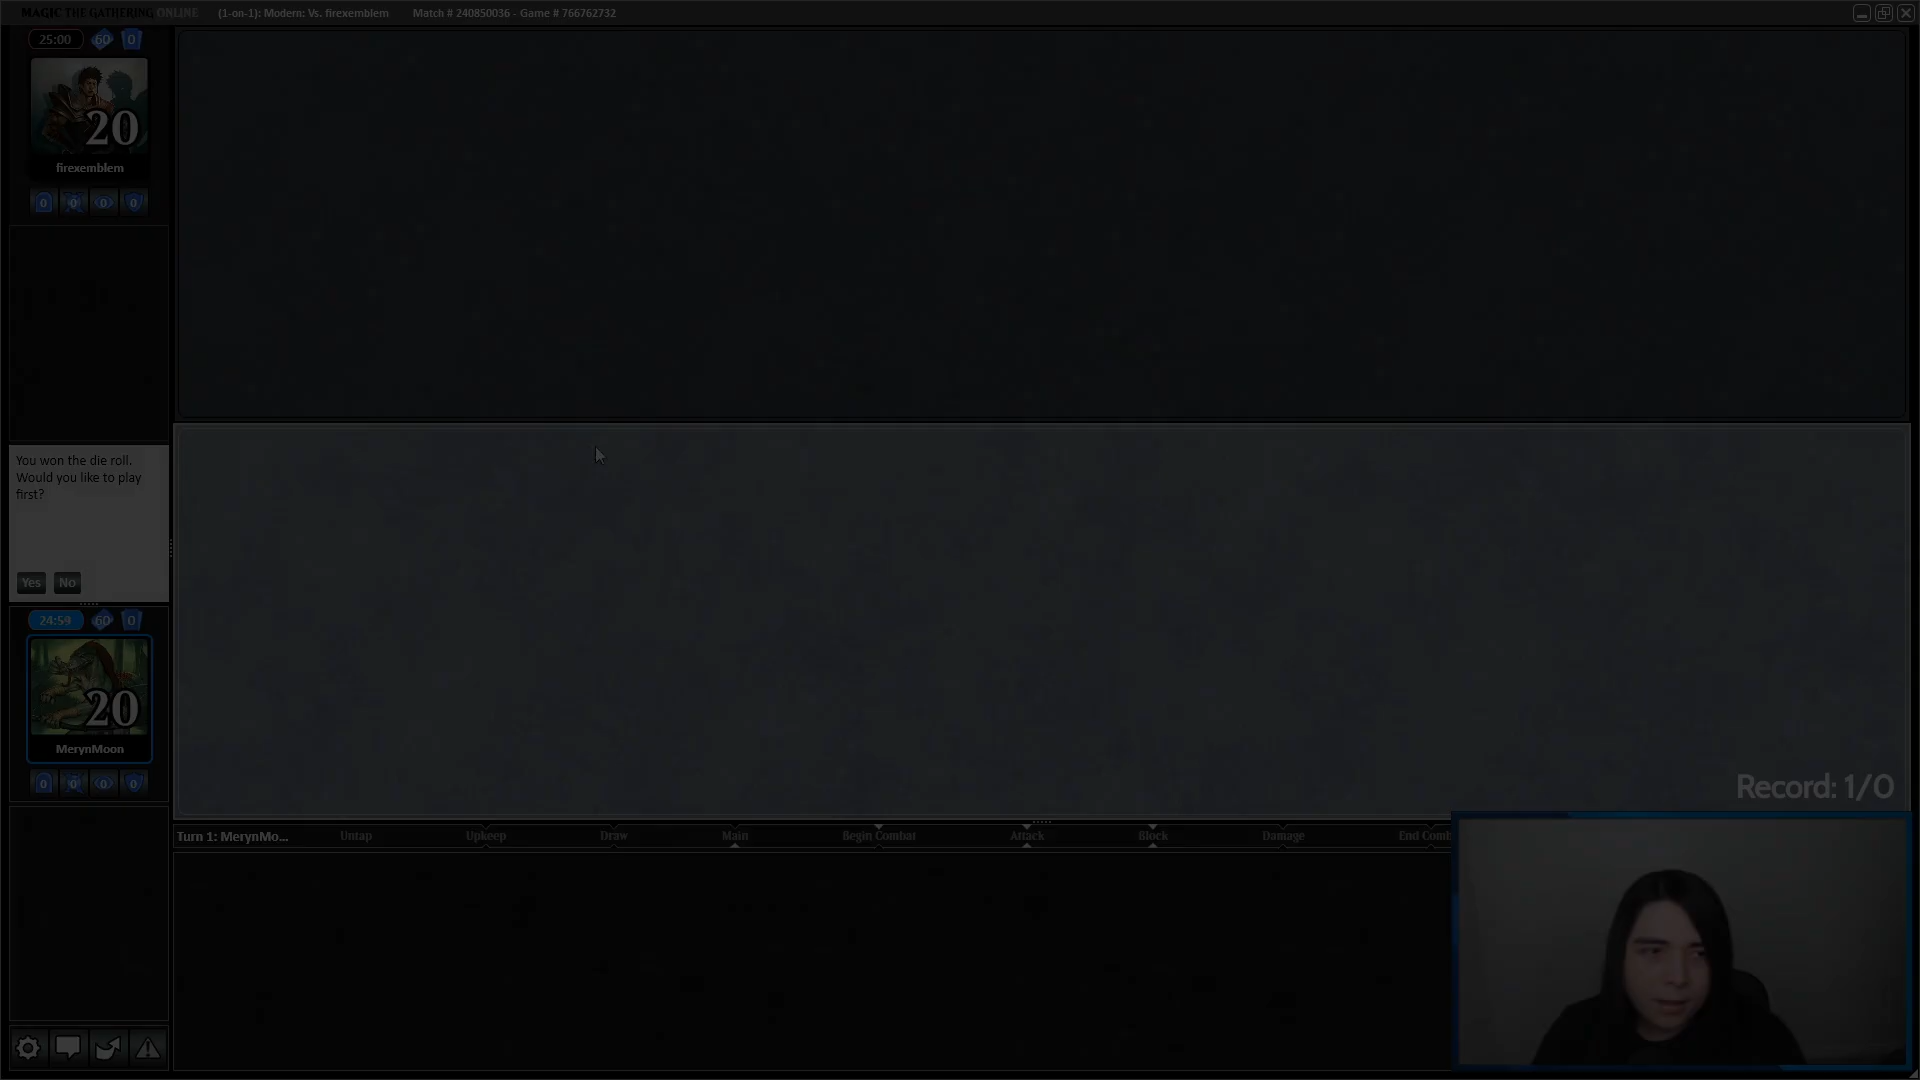 MAGIC THE GATHERING ONLINE (1-on-1): Modern: Vs. firexemblem Match # 240850036 - Game # 766762732
25:00 60 0
20
firexemblem
0 0 0 0
You won the die roll.
Would you like to play
first?
Yes No
24:59 60 0
20
MerynMoon
0 0 0 0
Record: 1/0
Turn 1: MerynMo... Untap Upkeep Draw Main Begin Combat Attack Block Damage End Comb